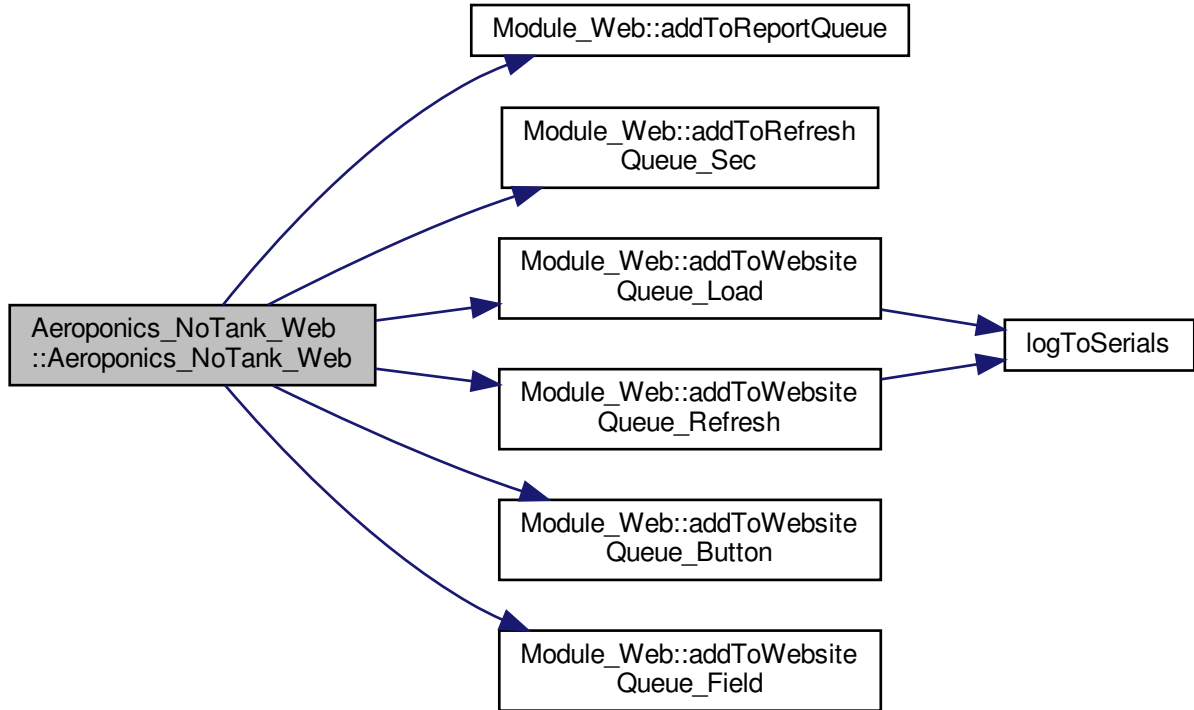 Module_Web::addToReportQueue
Module_Web::addToRefresh
Queue_Sec
Module_Web::addToWebsite
Queue_Load
Aeroponics_NoTank_Web
::Aeroponics_NoTank_Web
logToSerials
Module_Web::addToWebsite
Queue_Refresh
Module_Web::addToWebsite
Queue_Button
Module_Web::addToWebsite
Queue_Field